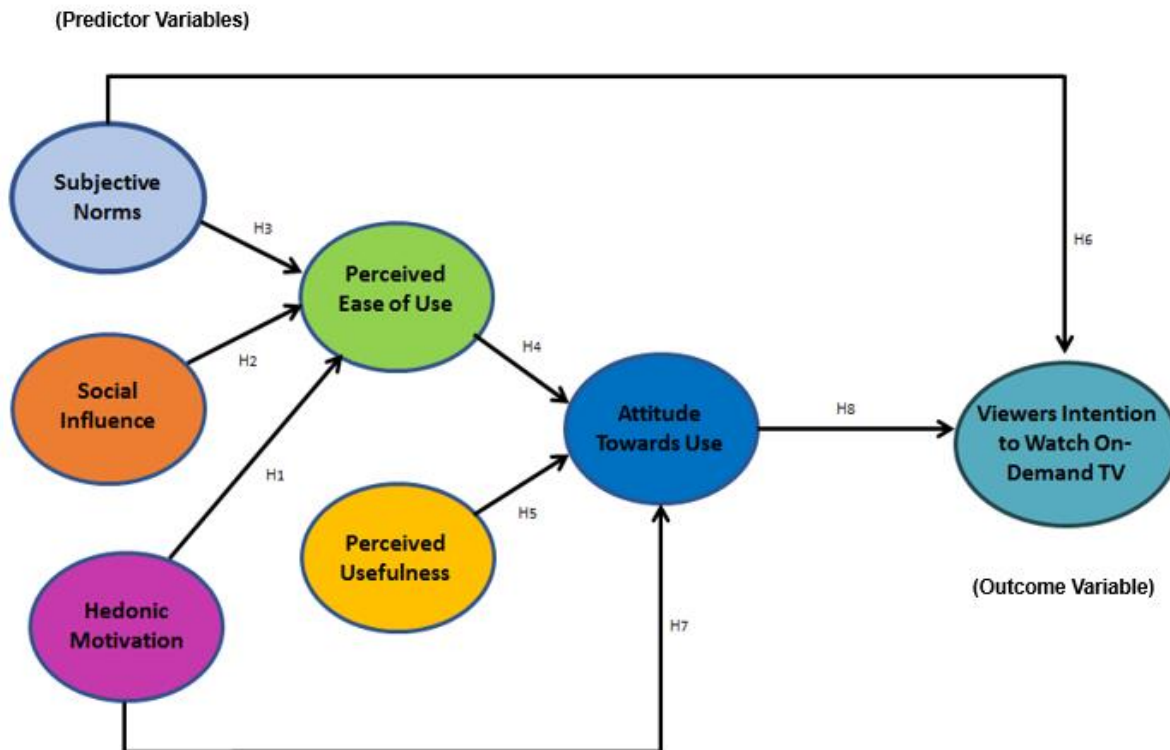 (Predictor Variables)
Subjective
Norms
H3
H6
Perceived
Ease of Use
H2
H4
Social
Influence
Attitude
Towards Use
H8
Viewers Intention
to Watch On-
Demand TV
H1
H5
Perceived
Usefulness
(Outcome Variable)
Hedonic
Motivation
H7